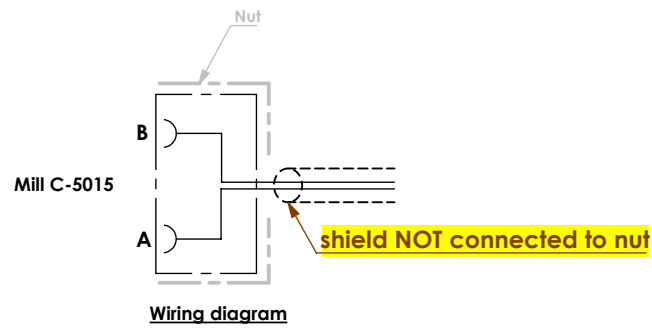 Nut
B
Mill C-5015
A
shield NOT connected to nut
Wiring diagram